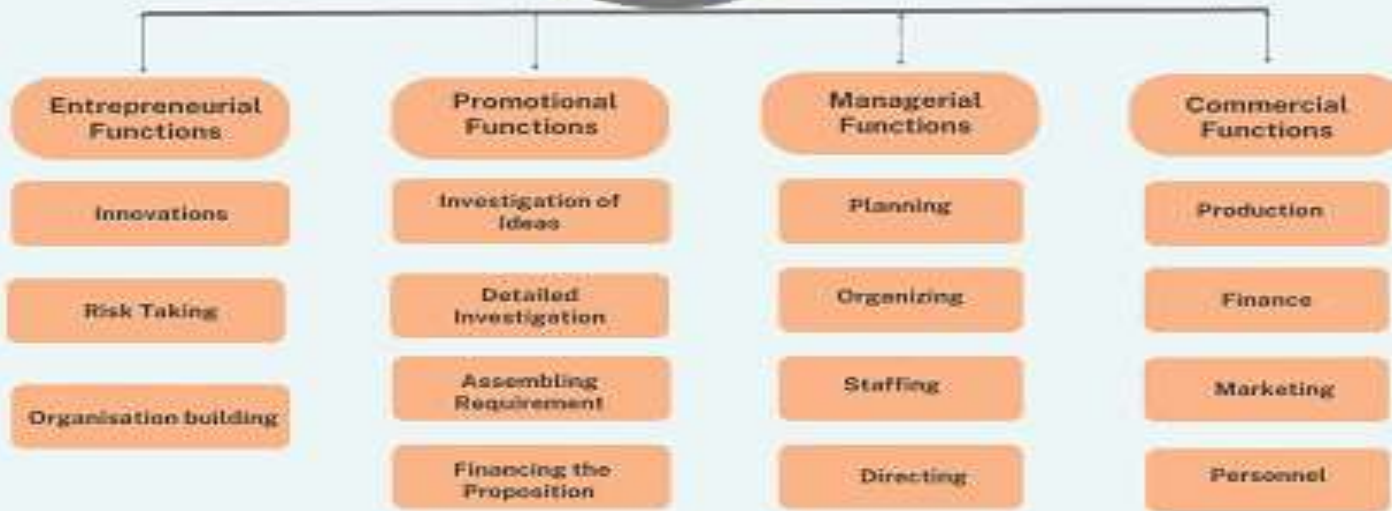 Entrepreneurial
Functions
Innovations
Risk Taking
Organisation building
Promotional
Functions
Investigation of
Ideas
Detailed
Investigation
Assembling
Requirement
Financing the
Proposition
Managerial
Functions
Planning
Organizing
Staffing
Directing
Commercial
Functions
Production
Finance
Marketing
Personnel